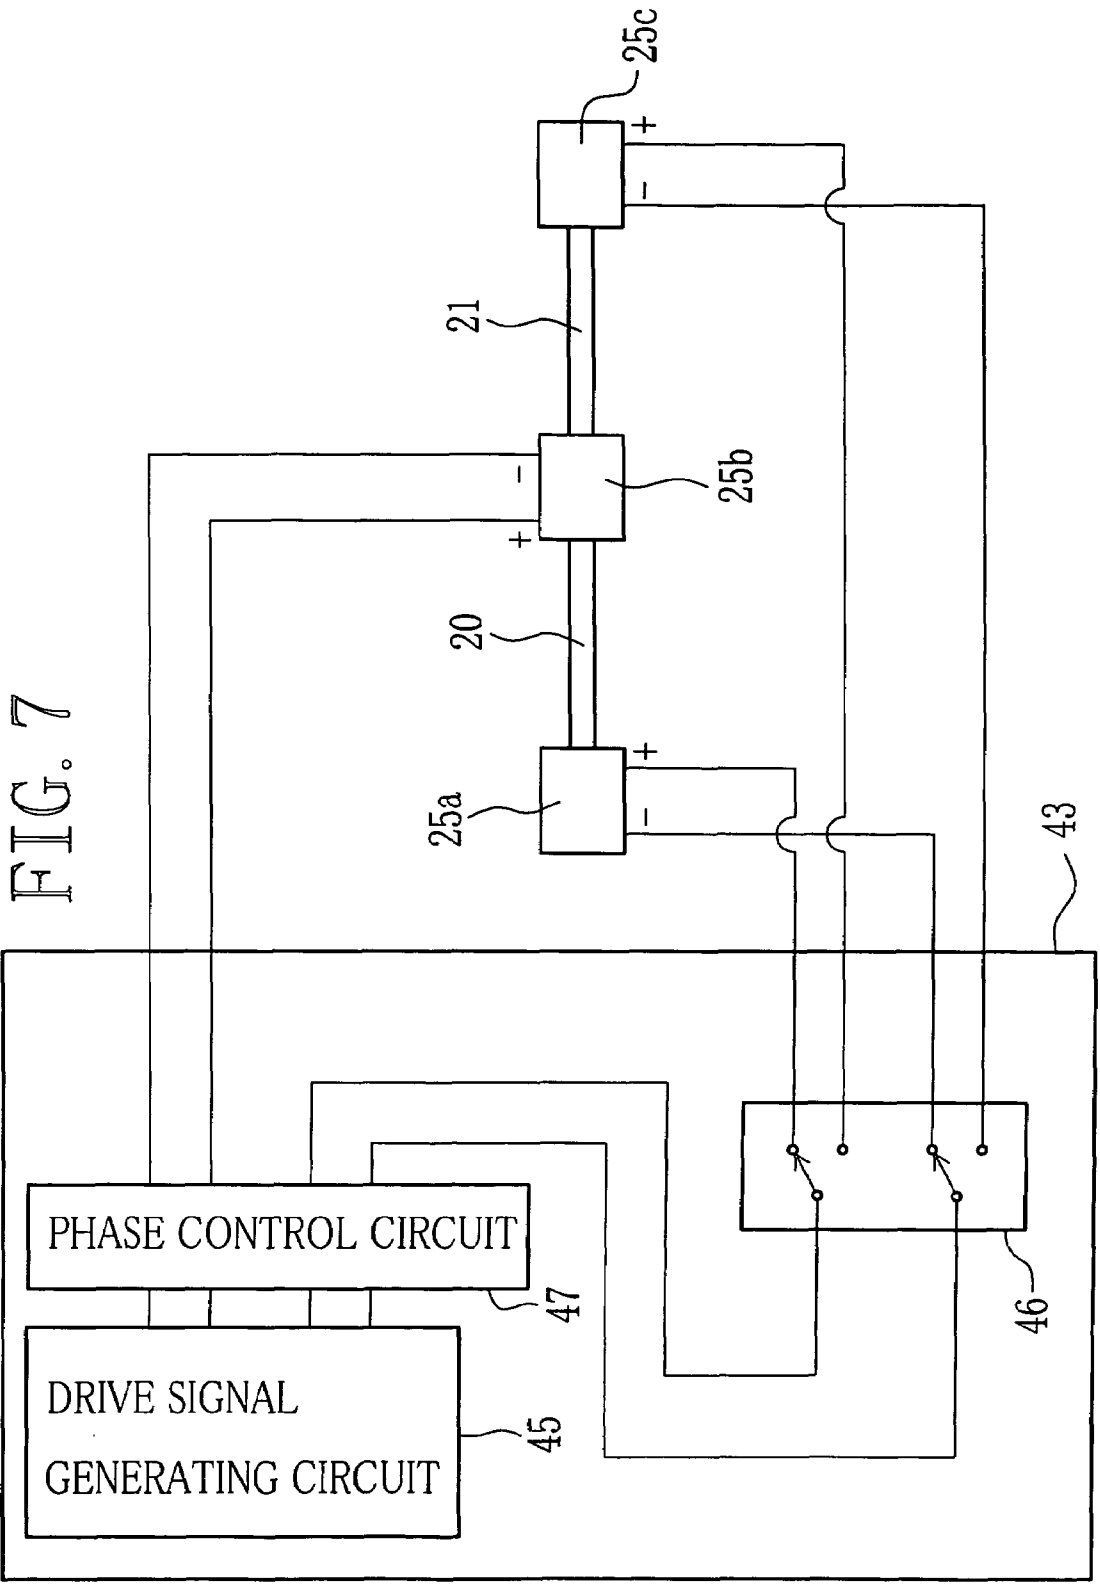 FIG. 7
25c
+
−
21
−
+
25b
20
25a
+
−
43
PHASE CONTROL CIRCUIT
47
46
DRIVE SIGNAL
GENERATING CIRCUIT
45